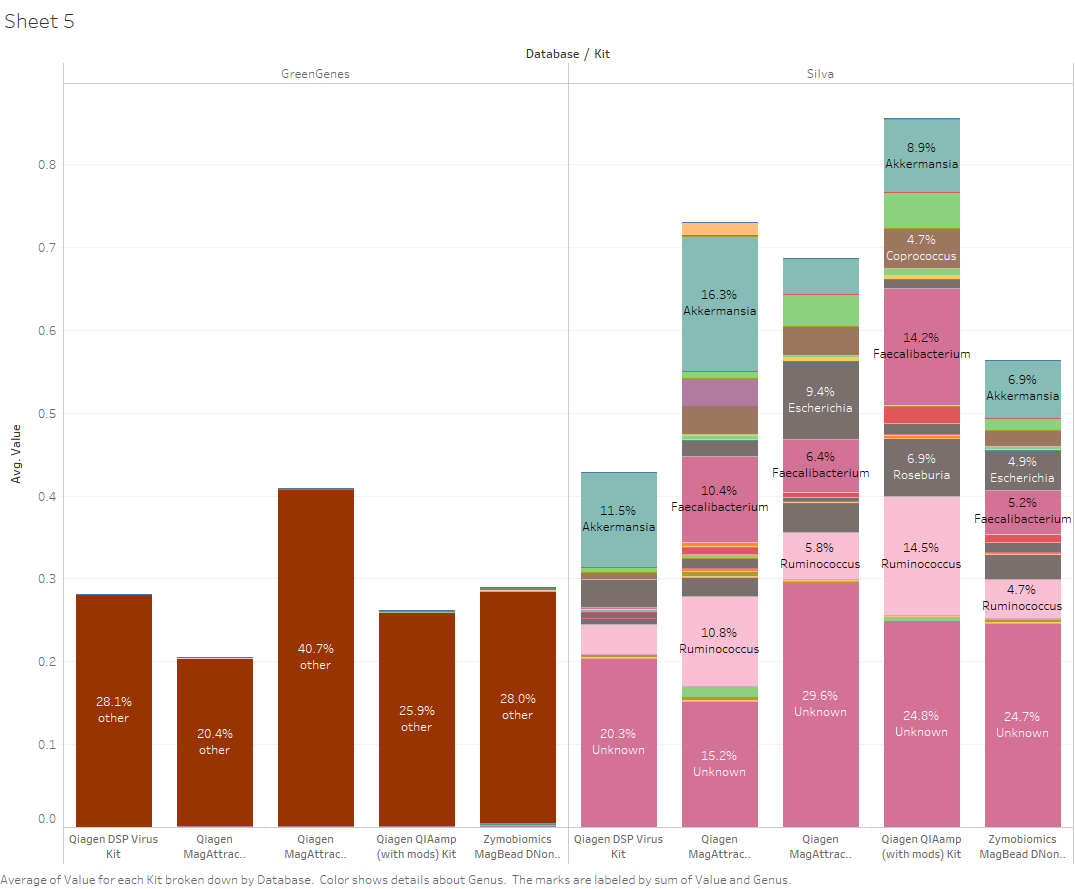 Sheet 5
Database / Kit
GreenGenes
Silva
Avg. Value
0.8
0.7
0.6
0.5
0.4
0.3
0.2
0.1
0.0
28.1%
other
20.4%
other
40.7%
other
25.9%
other
28.0%
other
11.5%
Akkermansia
20.3%
Unknown
16.3%
Akkermansia
10.4%
Faecalibacterium
10.8%
Ruminococcus
15.2%
Unknown
9.4%
Escherichia
6.4%
Faecalibacterium
5.8%
Ruminococcus
29.6%
Unknown
8.9%
Akkermansia
4.7%
Coprococcus
14.2%
Faecalibacterium
6.9%
Roseburia
14.5%
Ruminococcus
24.8%
Unknown
6.9%
Akkermansia
4.9%
Escherichia
5.2%
Faecalibacterium
4.7%
Ruminococcus
24.7%
Unknown
Qiagen DSP Virus
Kit
Qiagen
MagAttrac..
Qiagen
MagAttrac..
Qiagen QIAamp
(with mods) Kit
Zymobiomics
MagBead DNon..
Qiagen DSP Virus
Kit
Qiagen
MagAttrac..
Qiagen
MagAttrac..
Qiagen QIAamp
(with mods) Kit
Zymobiomics
MagBead DNon..
Average of Value for each Kit broken down by Database. Color shows details about Genus. The marks are labeled by sum of Value and Genus.